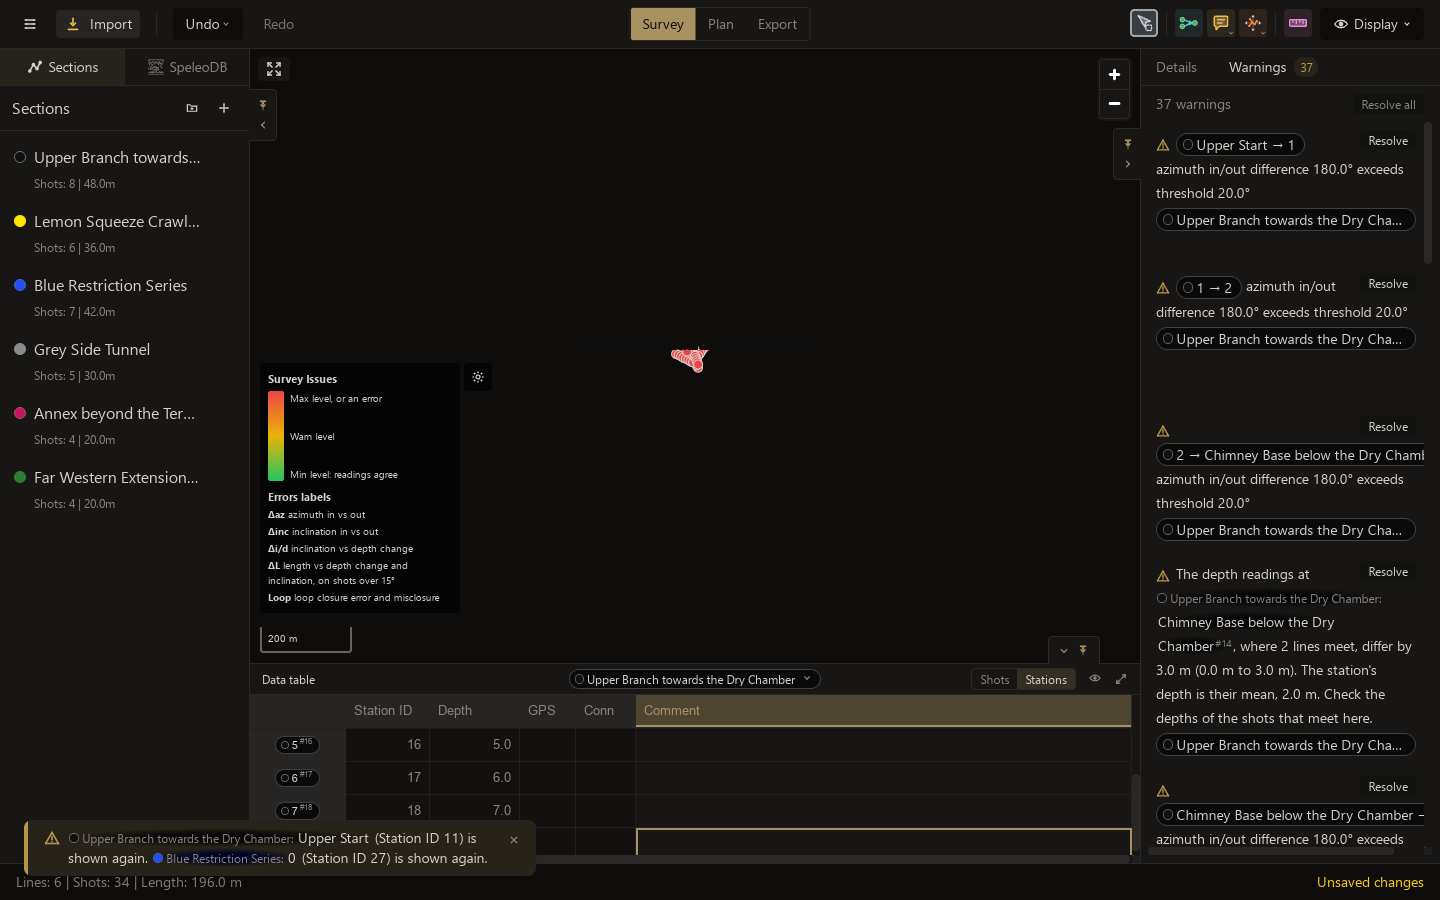 Import
Undo
Redo
Survey
Plan
Export
Display
Sections
SpeleoDB
Details
Warnings 37
Sections
37 warnings
Resolve all
Upper Branch towards...
Shots: 8 | 48.0m
Lemon Squeeze Crawl...
Shots: 6 | 36.0m
Blue Restriction Series
Shots: 7 | 42.0m
Grey Side Tunnel
Shots: 5 | 30.0m
Annex beyond the Ter...
Shots: 4 | 20.0m
Far Western Extension...
Shots: 4 | 20.0m
Survey Issues
Max level, or an error
Warn level
Min level: readings agree
Errors labels
Δaz azimuth in vs out
Δinc inclination in vs out
Δi/d inclination vs depth change
ΔL length vs depth change and
inclination, on shots over 15°
Loop loop closure error and misclosure
200 m
Upper Start → 1
Resolve
azimuth in/out difference 180.0° exceeds
threshold 20.0°
Upper Branch towards the Dry Cha...
1 → 2 azimuth in/out
Resolve
difference 180.0° exceeds threshold 20.0°
Upper Branch towards the Dry Cha...
Resolve
2 → Chimney Base below the Dry Chamb
azimuth in/out difference 180.0° exceeds
threshold 20.0°
Upper Branch towards the Dry Cha...
The depth readings at
Resolve
Upper Branch towards the Dry Chamber:
Chimney Base below the Dry
Chamber#14, where 2 lines meet, differ by
3.0 m (0.0 m to 3.0 m). The station's
depth is their mean, 2.0 m. Check the
depths of the shots that meet here.
Upper Branch towards the Dry Cha...
Resolve
Chimney Base below the Dry Chamber →
azimuth in/out difference 180.0° exceeds
Data table
Upper Branch towards the Dry Chamber
Shots
Stations
Station ID Depth GPS Conn Comment
5 #16 16 5.0
6 #17 17 6.0
7 #18 18 7.0
Upper Branch towards the Dry Chamber: Upper Start (Station ID 11) is
shown again. Blue Restriction Series: 0 (Station ID 27) is shown again.
Lines: 6 | Shots: 34 | Length: 196.0 m
Unsaved changes